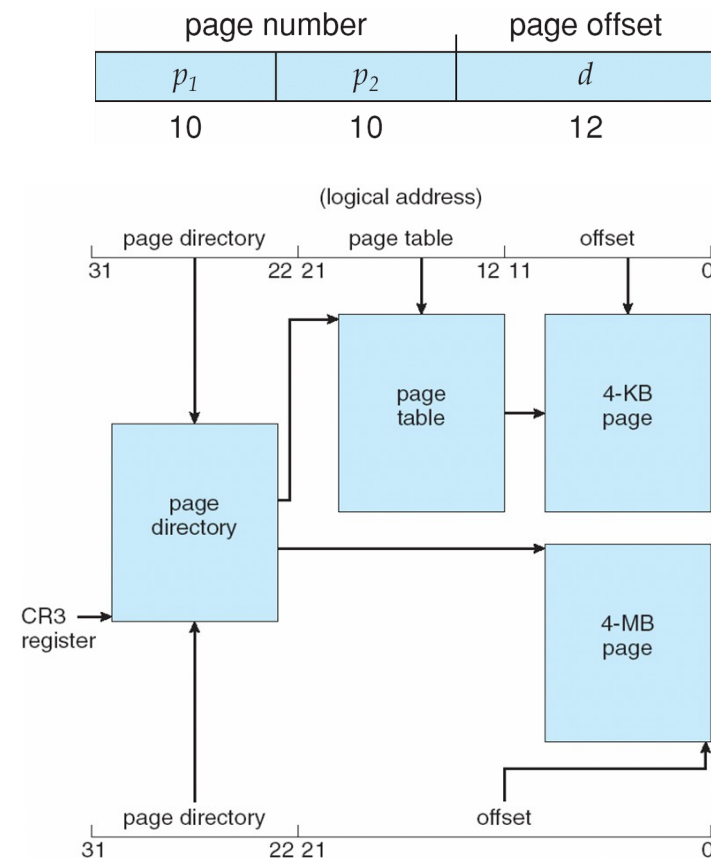 page number page offset
p1 p2 d
10 10 12
(logical address)
page directory page table offset
31 22 21 12 11 0
page
table
4-KB
page
page
directory
CR3
register
4-MB
page
page directory offset
31 22 21 0